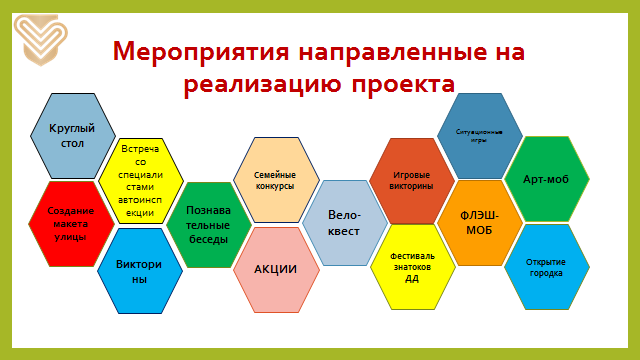 Мероприятия направленные на
реализацию проекта
Круглый
стол
Встреча
со
специали
стами
автоинсп
екции
Создание
макета
улицы
Виктори
ны
Познава
тельные
беседы
Семейные
конкурсы
АКЦИИ
Вело-
квест
Игровые
викторины
Фестиваль
знатоков
ДД
Ситуационные
игры
ФЛЭШ-
МОБ
Арт-моб
Открытие
городка